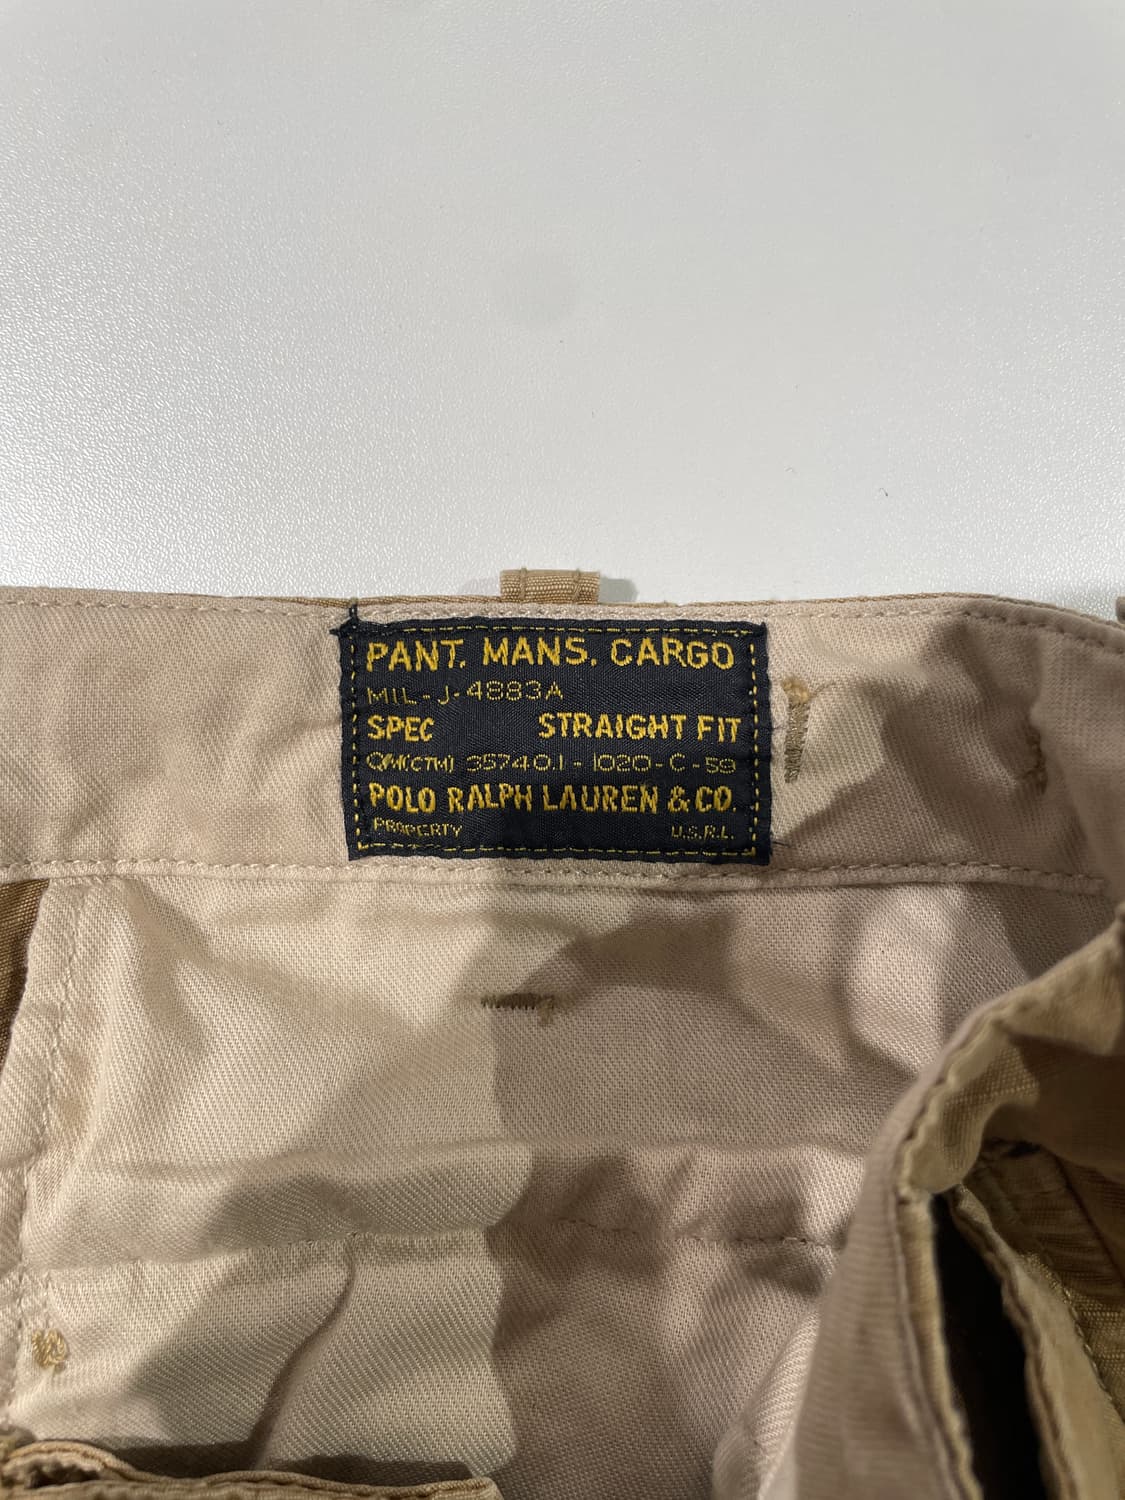 PANT. MANS. CARGO
MIL-J-4883A
SPEC STRAIGHT FIT
QM(CTM) 35740.1-1020-C-59
POLO RALPH LAUREN & CO.
PROPERTY U.S.R.L.